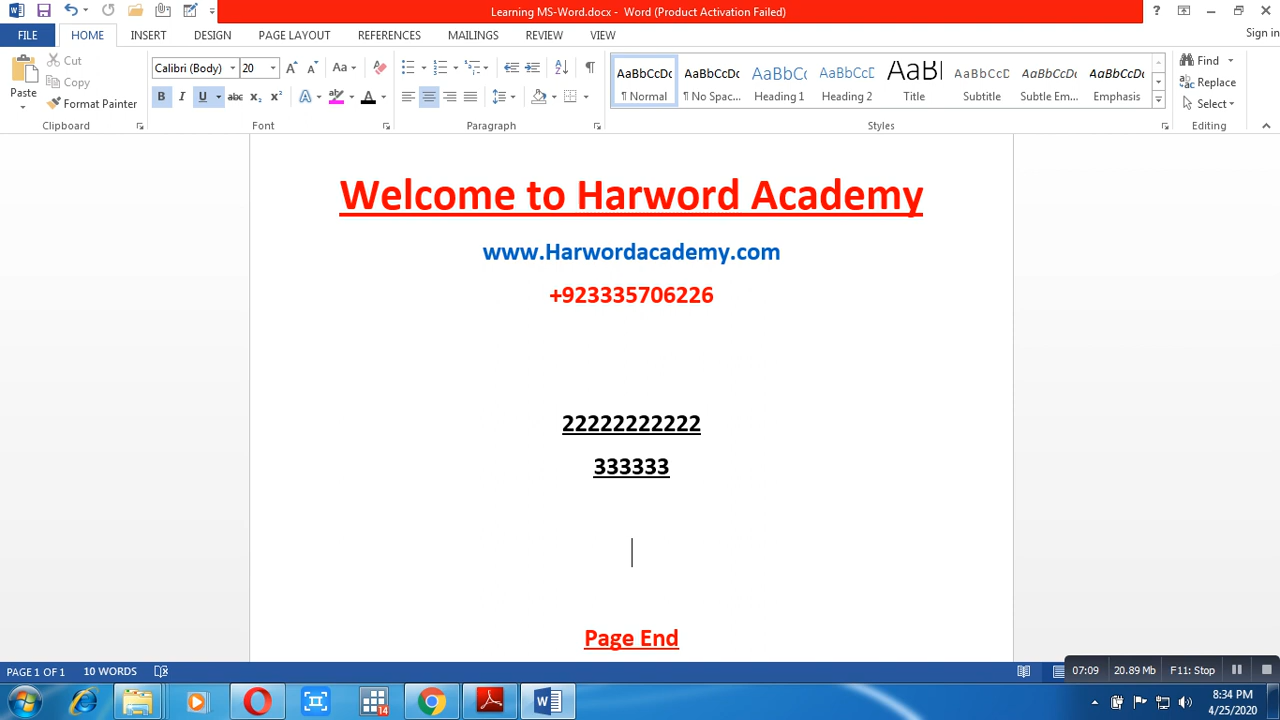 Learning MS-Word.docx - Word (Product Activation Failed)
?
FILE HOME INSERT DESIGN PAGE LAYOUT REFERENCES MAILINGS REVIEW VIEW Sign in
Paste
Cut
Copy
Format Painter
Clipboard
Calibri (Body) 20
Font
Paragraph
AaBbCcDc ¶ Normal
AaBbCcDc ¶ No Spac...
AaBbCc Heading 1
AaBbCcD Heading 2
AaBl Title
AaBbCcD Subtitle
AaBbCcDc Subtle Em...
AaBbCcDc Emphasis
Styles
Find
Replace
Select
Editing
Welcome to Harword Academy
www.Harwordacademy.com
+923335706226
22222222222
333333
Page End
PAGE 1 OF 1 10 WORDS
07:09 20.89 Mb F11: Stop
14
8:34 PM
4/25/2020